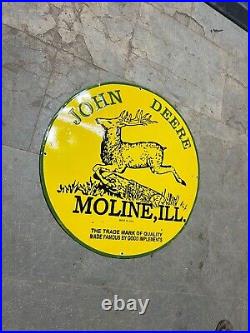 JOHN DEERE
MOLINE, ILL.
THE TRADE MARK OF QUALITY
MADE FAMOUS BY GOOD IMPLEMENTS